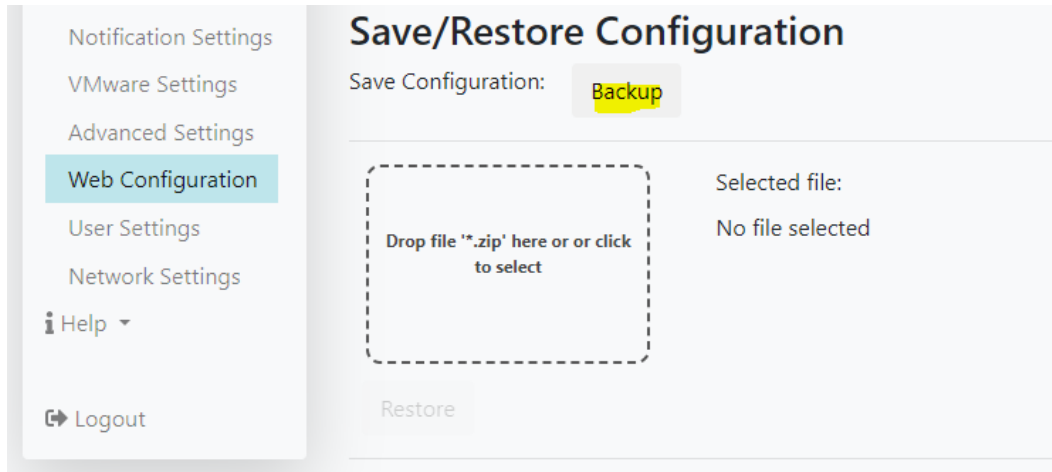 Notification Settings
VMware Settings
Advanced Settings
Web Configuration
User Settings
Network Settings
Help
Logout
Save/Restore Configuration
Save Configuration:
Backup
Drop file '*.zip' here or or click
to select
Selected file:
No file selected
Restore